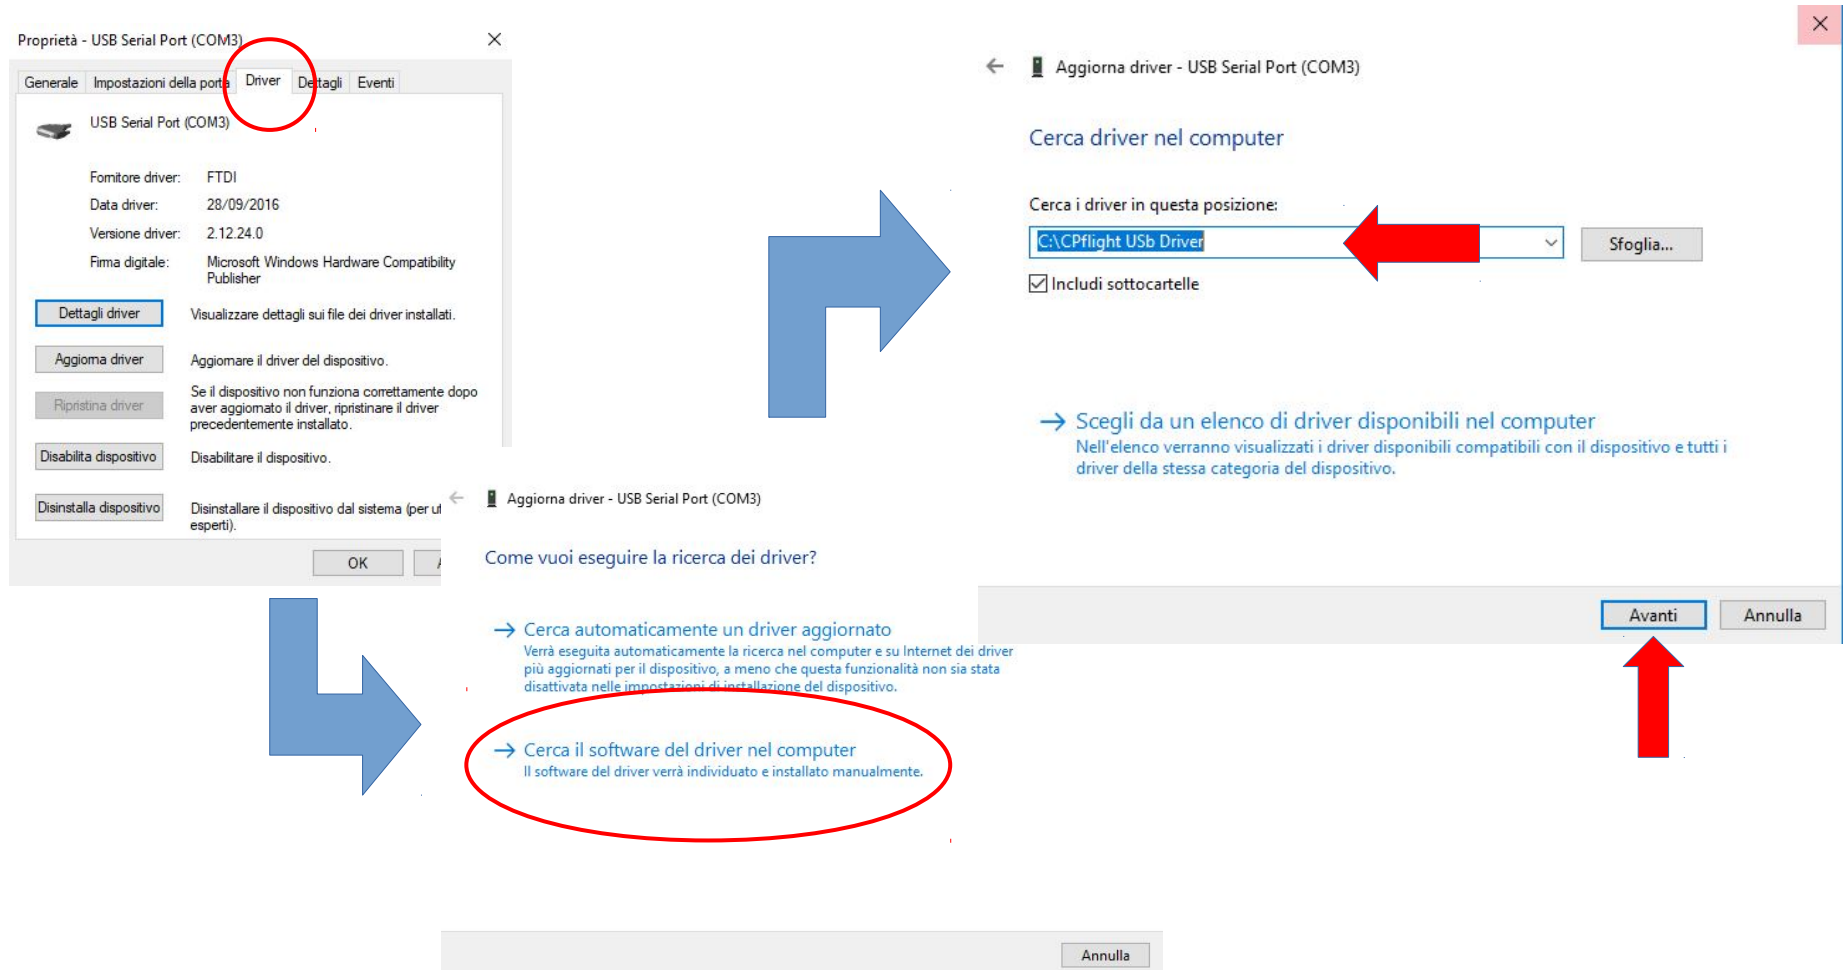 Proprietà - USB Serial Port (COM3)
Generale
Impostazioni della porta
Driver
Dettagli
Eventi
USB Serial Port (COM3)
Fornitore driver: FTDI
Data driver: 28/09/2016
Versione driver: 2.12.24.0
Firma digitale: Microsoft Windows Hardware Compatibility
Publisher
Dettagli driver
Visualizzare dettagli sui file dei driver installati.
Aggiorna driver
Aggiornare il driver del dispositivo.
Ripristina driver
Se il dispositivo non funziona correttamente dopo
aver aggiornato il driver, ripristinare il driver
precedentemente installato.
Disabilita dispositivo
Disabilitare il dispositivo.
Disinstalla dispositivo
Disinstallare il dispositivo dal sistema (per ut
esperti).
OK
Aggiorna driver - USB Serial Port (COM3)
Come vuoi eseguire la ricerca dei driver?
Cerca automaticamente un driver aggiornato
Verrà eseguita automaticamente la ricerca nel computer e su Internet dei driver
più aggiornati per il dispositivo, a meno che questa funzionalità non sia stata
disattivata nelle impostazioni di installazione del dispositivo.
Cerca il software del driver nel computer
Il software del driver verrà individuato e installato manualmente.
Annulla
Aggiorna driver - USB Serial Port (COM3)
Cerca driver nel computer
Cerca i driver in questa posizione:
C:\CPflight USb Driver
Sfoglia...
Includi sottocartelle
Scegli da un elenco di driver disponibili nel computer
Nell'elenco verranno visualizzati i driver disponibili compatibili con il dispositivo e tutti i
driver della stessa categoria del dispositivo.
Avanti
Annulla